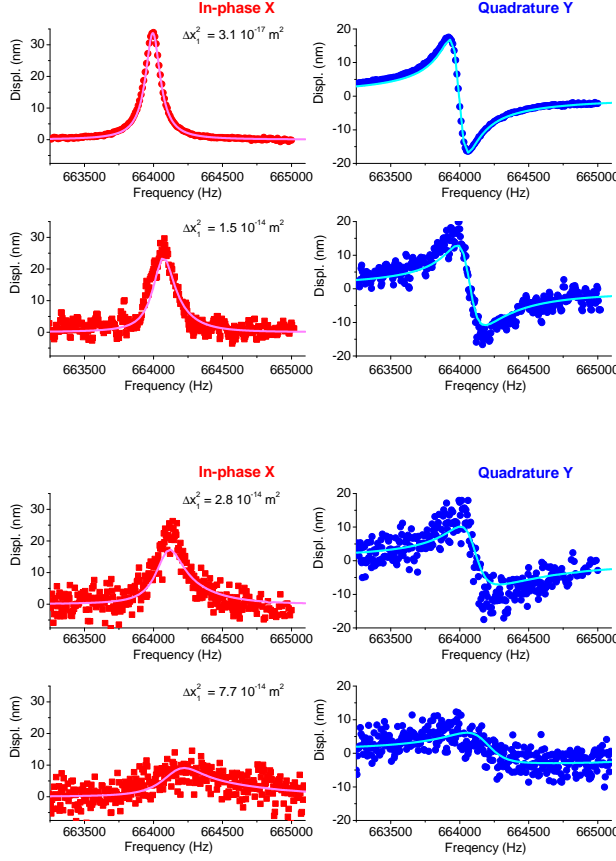 In-phase X
Quadrature Y
Δx₁² = 3.1 10⁻¹⁷ m²
Displ. (nm)
30
20
10
0
663500 664000 664500 665000
Frequency (Hz)
Displ. (nm)
20
10
0
-10
-20
663500 664000 664500 665000
Frequency (Hz)
Δx₁² = 1.5 10⁻¹⁴ m²
Displ. (nm)
30
20
10
0
663500 664000 664500 665000
Frequency (Hz)
Displ. (nm)
20
10
0
-10
-20
663500 664000 664500 665000
Freqency (Hz)
In-phase X
Quadrature Y
Δx₁² = 2.8 10⁻¹⁴ m²
Displ. (nm)
30
20
10
0
663500 664000 664500 665000
Frequency (Hz)
Displ. (nm)
20
10
0
-10
-20
663500 664000 664500 665000
Frequency (Hz)
Δx₁² = 7.7 10⁻¹⁴ m²
Displ. (nm)
30
20
10
0
663500 664000 664500 665000
Frequency (Hz)
Displ. (nm)
20
10
0
-10
-20
663500 664000 664500 665000
Freqency (Hz)